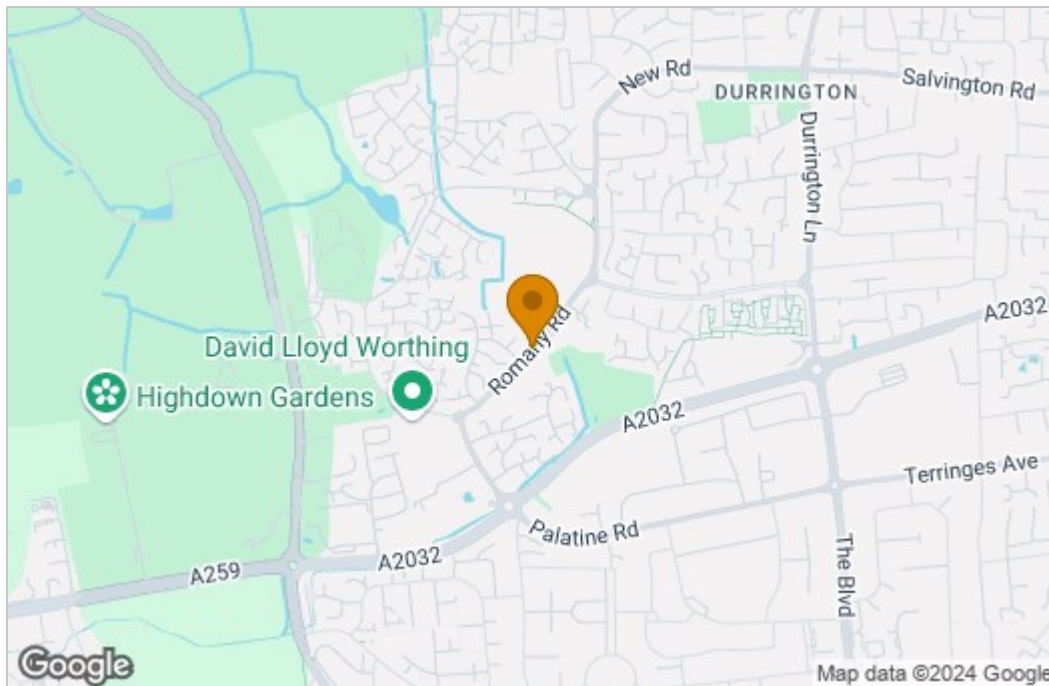 New Rd
Salvington Rd
DURRINGTON
Durrington Ln
A2032
Romany Rd
David Lloyd Worthing
Highdown Gardens
A2032
Terringes Ave
Palatine Rd
A2032
A259
The Blvd
Google
Map data ©2024 Google